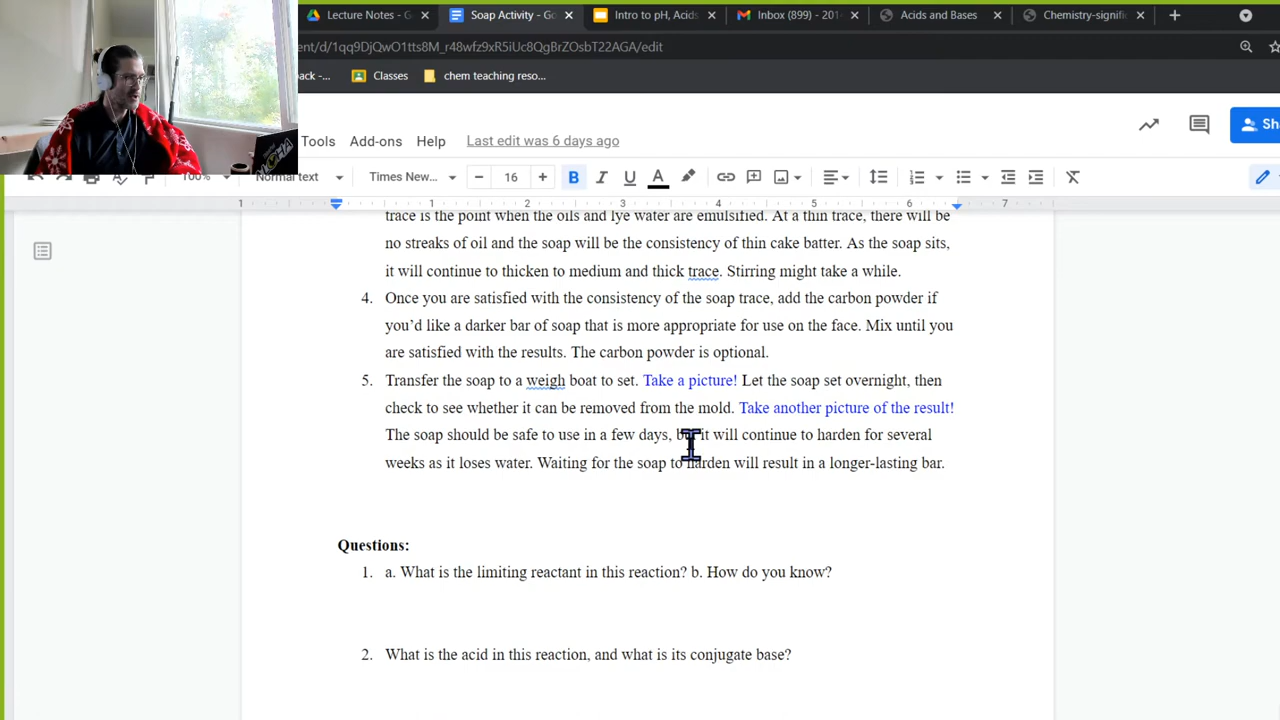 Lecture Notes - G
Soap Activity - Go
Intro to pH, Acids
Inbox (899) - 201
Acids and Bases
Chemistry-signific
ent/d/1qq9DjQwO1tts8M_r48wfz9xR5iUc8QgBrZOsbT22AGA/edit
back -...
Classes
chem teaching reso...
Tools
Add-ons
Help
Last edit was 6 days ago
Sha
100%
Normal text
Times New...
16
1 1 2 3 4 5 6 7
trace is the point when the oils and lye water are emulsified. At a thin trace, there will be
no streaks of oil and the soap will be the consistency of thin cake batter. As the soap sits,
it will continue to thicken to medium and thick trace. Stirring might take a while.
4. Once you are satisfied with the consistency of the soap trace, add the carbon powder if
you’d like a darker bar of soap that is more appropriate for use on the face. Mix until you
are satisfied with the results. The carbon powder is optional.
5. Transfer the soap to a weigh boat to set. Take a picture! Let the soap set overnight, then
check to see whether it can be removed from the mold. Take another picture of the result!
The soap should be safe to use in a few days, but it will continue to harden for several
weeks as it loses water. Waiting for the soap to harden will result in a longer-lasting bar.
Questions:
1. a. What is the limiting reactant in this reaction? b. How do you know?
2. What is the acid in this reaction, and what is its conjugate base?